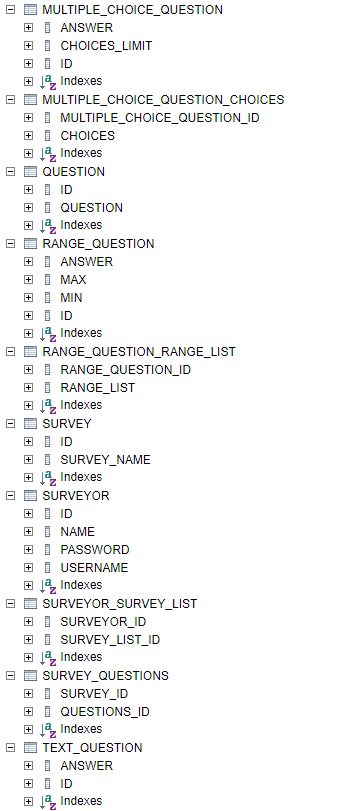 MULTIPLE_CHOICE_QUESTION
ANSWER
CHOICES_LIMIT
ID
Indexes
MULTIPLE_CHOICE_QUESTION_CHOICES
MULTIPLE_CHOICE_QUESTION_ID
CHOICES
Indexes
QUESTION
ID
QUESTION
Indexes
RANGE_QUESTION
ANSWER
MAX
MIN
ID
Indexes
RANGE_QUESTION_RANGE_LIST
RANGE_QUESTION_ID
RANGE_LIST
Indexes
SURVEY
ID
SURVEY_NAME
Indexes
SURVEYOR
ID
NAME
PASSWORD
USERNAME
Indexes
SURVEYOR_SURVEY_LIST
SURVEYOR_ID
SURVEY_LIST_ID
Indexes
SURVEY_QUESTIONS
SURVEY_ID
QUESTIONS_ID
Indexes
TEXT_QUESTION
ANSWER
ID
Indexes